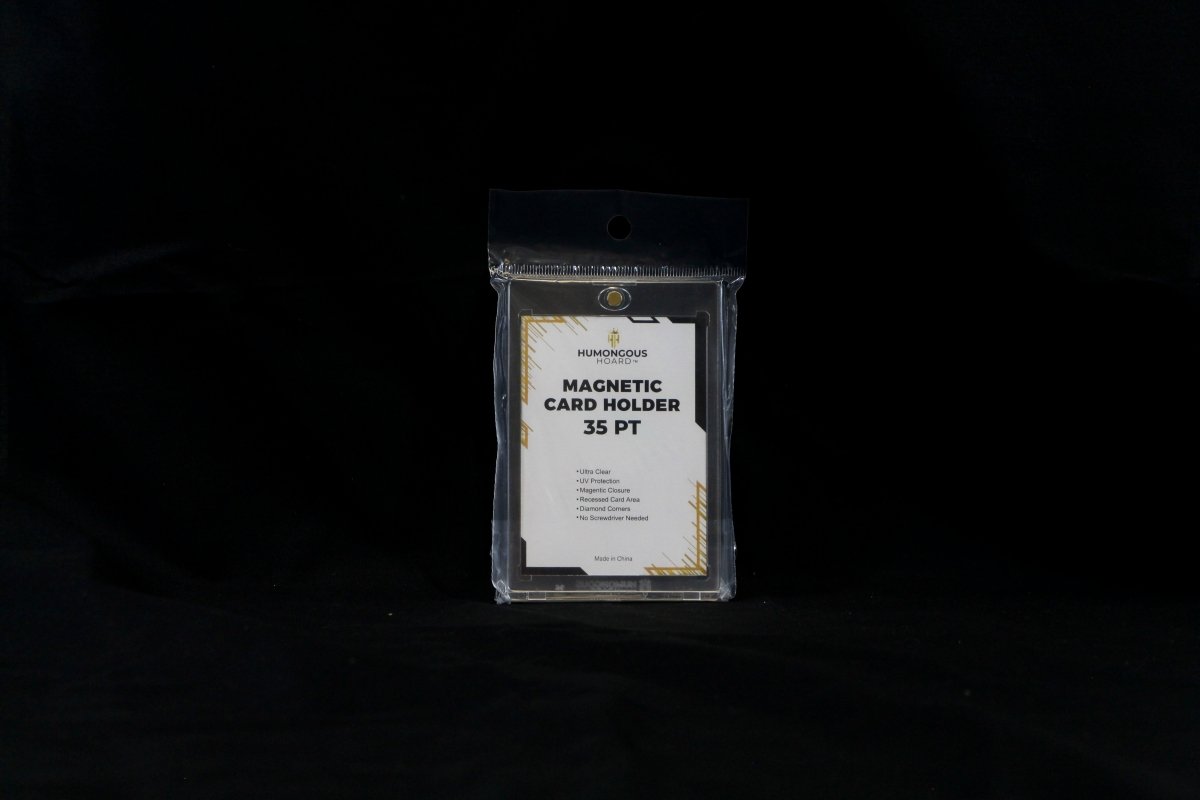 HUMONGOUS
HOARD™
MAGNETIC
CARD HOLDER
35 PT
• Ultra Clear
• UV Protection
• Magentic Closure
• Recessed Card Area
• Diamond Corners
• No Screwdriver Needed
Made in China